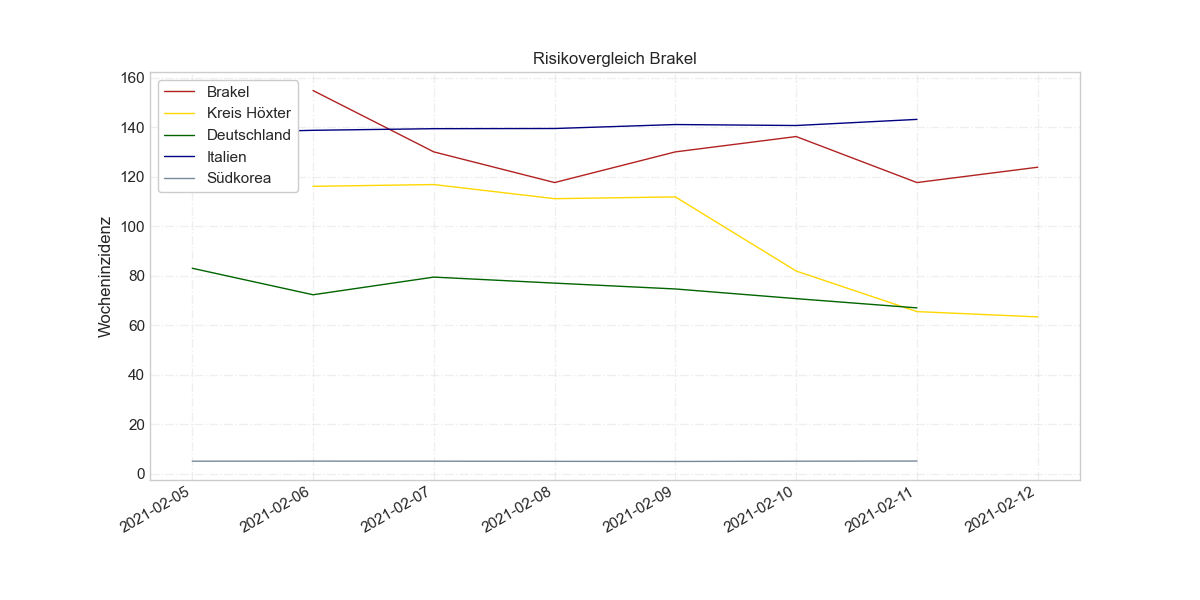 Risikovergleich Brakel
Wocheninzidenz
160
140
120
100
80
60
40
20
0
Brakel
Kreis Höxter
Deutschland
Italien
Südkorea
2021-02-05
2021-02-06
2021-02-07
2021-02-08
2021-02-09
2021-02-10
2021-02-11
2021-02-12